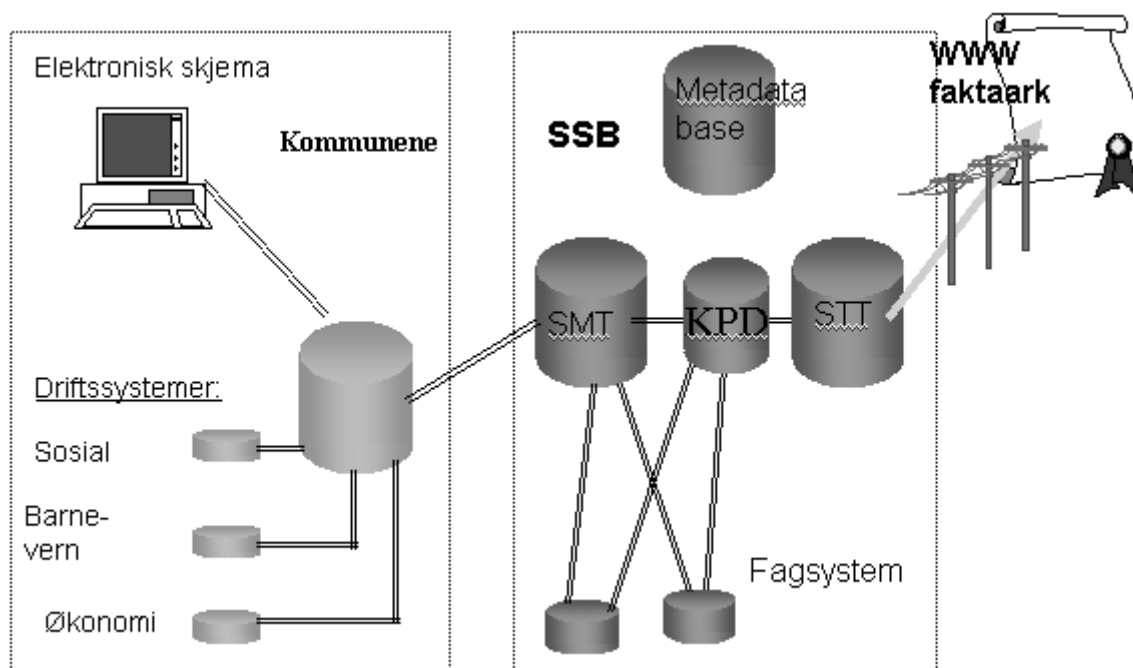 Elektronisk skjema
Kommunene
Driftssystemer:
Sosial
Barne-
vern
Økonomi
SSB
Metadata
base
SMT
KPD
STT
Fagsystem
WWW
faktaark